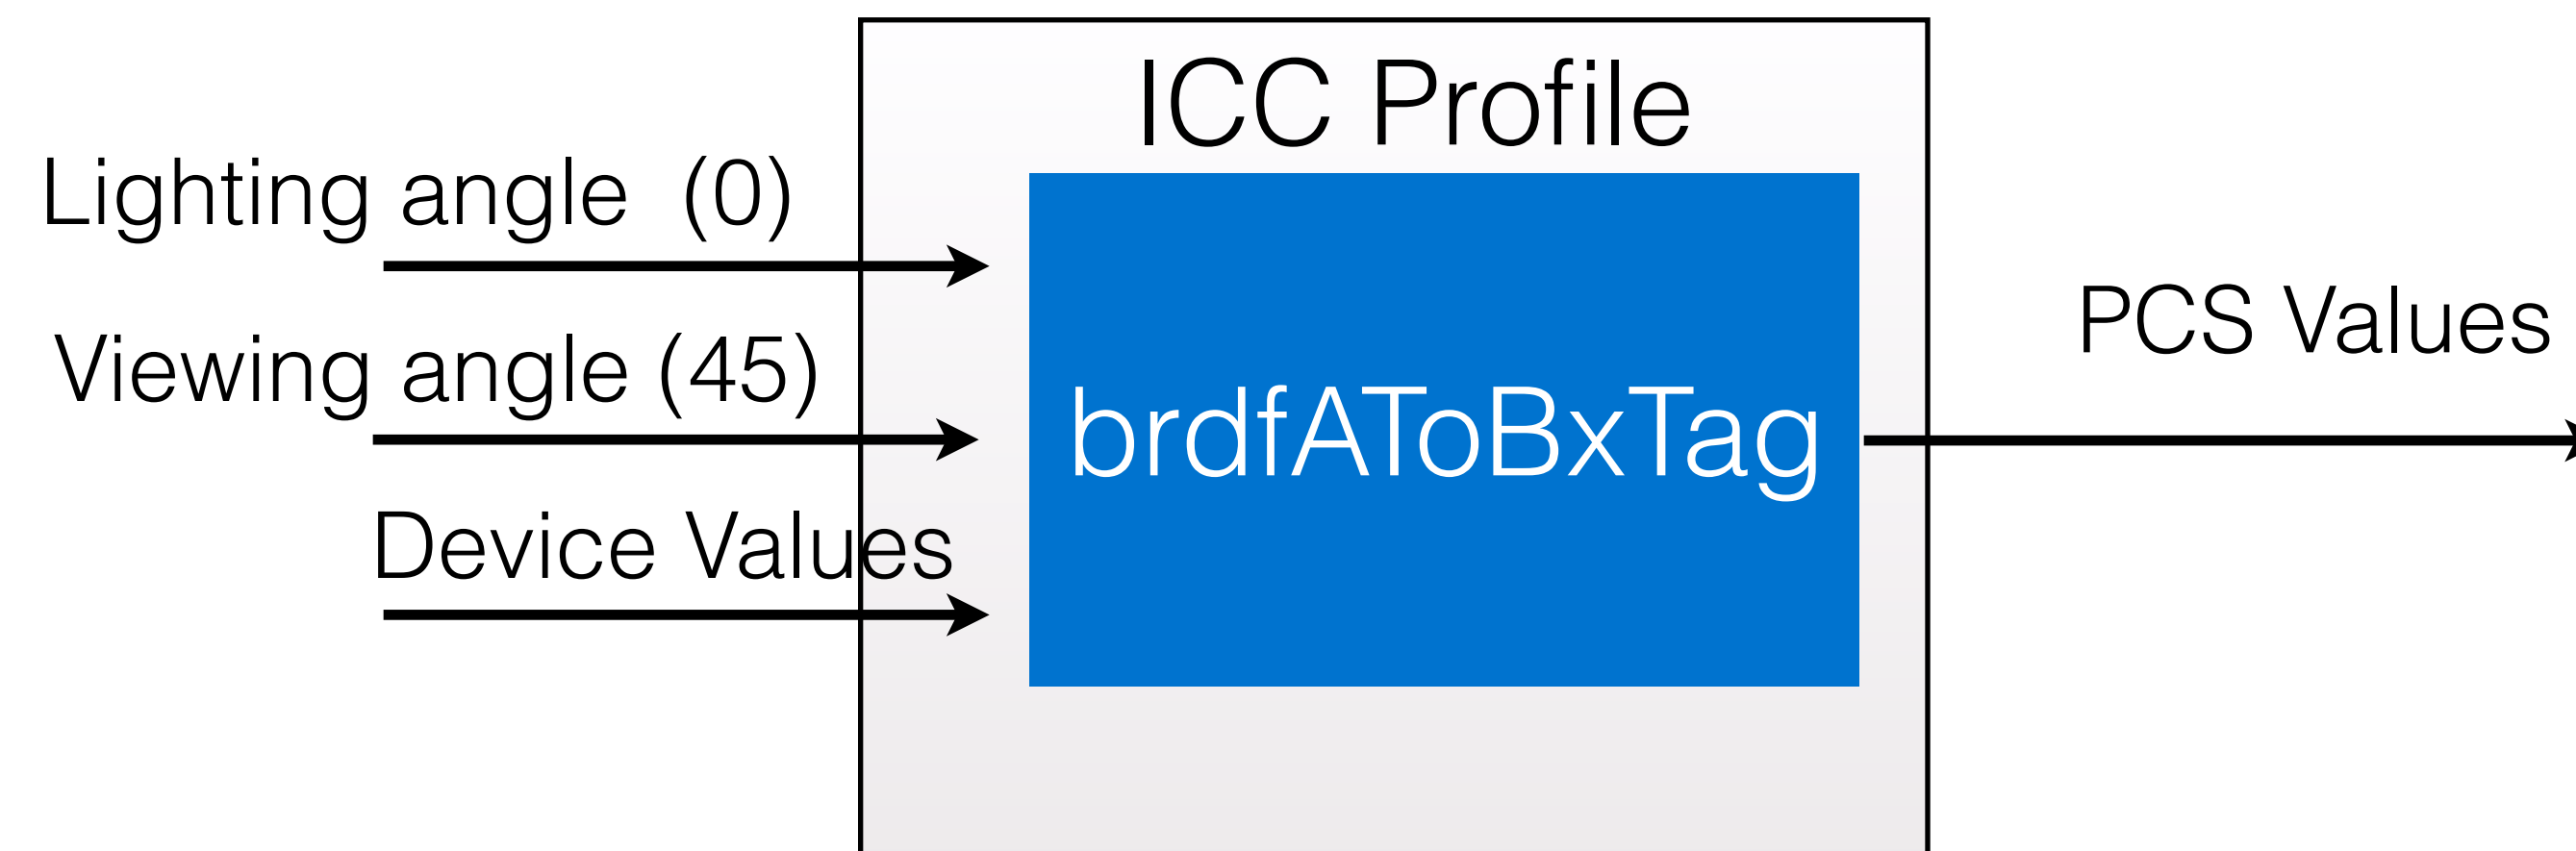 ICC Profile
Lighting angle  (0)
Viewing angle (45)
Device Values
brdfAToBxTag
PCS Values